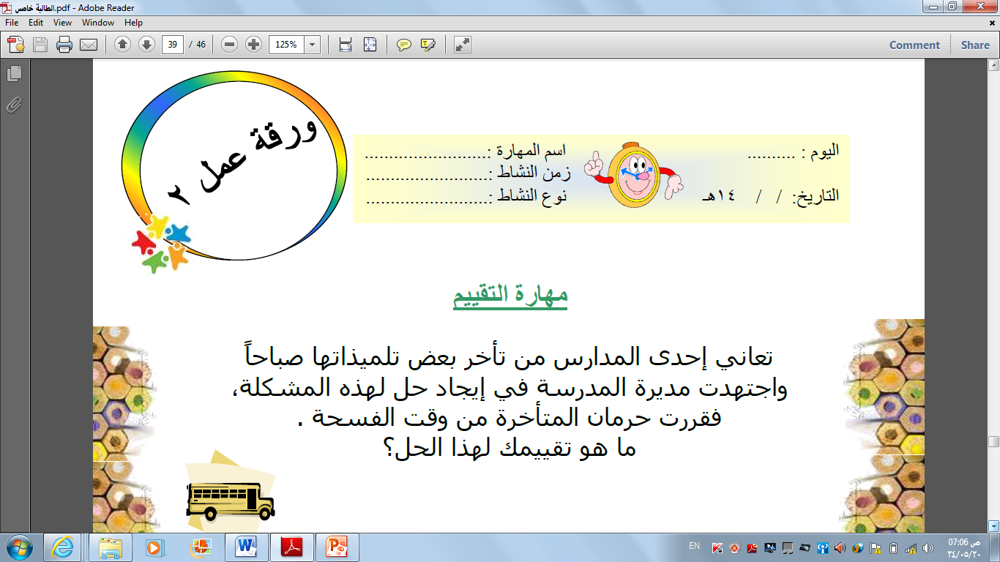 الطالبة خامس.pdf - Adobe Reader
File Edit View Window Help
39 / 46 125% Comment Share
ورقة عمل ٢
اليوم : ..........
اسم المهارة :.........................
زمن النشاط :.........................
التاريخ: / / ١٤هـ
نوع النشاط :.........................
مهارة التقييم
تعاني إحدى المدارس من تأخر بعض تلميذاتها صباحاً
واجتهدت مديرة المدرسة في إيجاد حل لهذه المشكلة،
فقررت حرمان المتأخرة من وقت الفسحة .
ما هو تقييمك لهذا الحل؟
EN
07:06 ص
٣٤/٠٥/٢٠